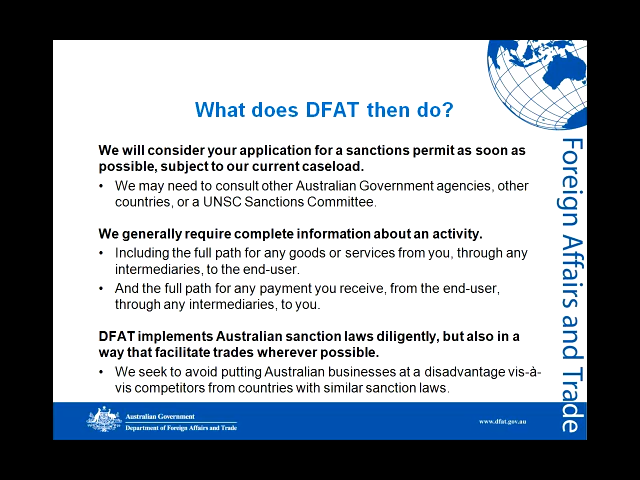 What does DFAT then do?
We will consider your application for a sanctions permit as soon as
possible, subject to our current caseload.
• We may need to consult other Australian Government agencies, other
countries, or a UNSC Sanctions Committee.
We generally require complete information about an activity.
• Including the full path for any goods or services from you, through any
intermediaries, to the end-user.
• And the full path for any payment you receive, from the end-user,
through any intermediaries, to you.
DFAT implements Australian sanction laws diligently, but also in a
way that facilitate trades wherever possible.
• We seek to avoid putting Australian businesses at a disadvantage vis-à-
vis competitors from countries with similar sanction laws.
Foreign Affairs and Trade
Australian Government
Department of Foreign Affairs and Trade
www.dfat.gov.au